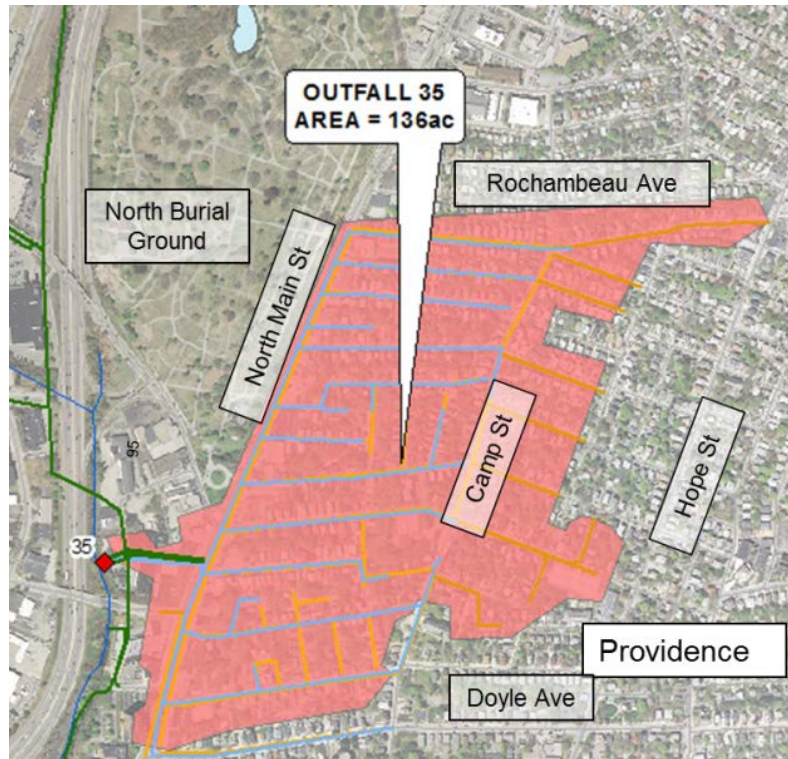 OUTFALL 35
AREA = 136ac
Rochambeau Ave
North Burial
Ground
North Main St
Camp St
Hope St
95
35
Providence
Doyle Ave